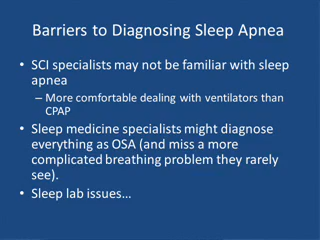 Barriers to Diagnosing Sleep Apnea
• SCI specialists may not be familiar with sleep
apnea
– More comfortable dealing with ventilators than
CPAP
• Sleep medicine specialists might diagnose
everything as OSA (and miss a more
complicated breathing problem they rarely
see).
• Sleep lab issues…